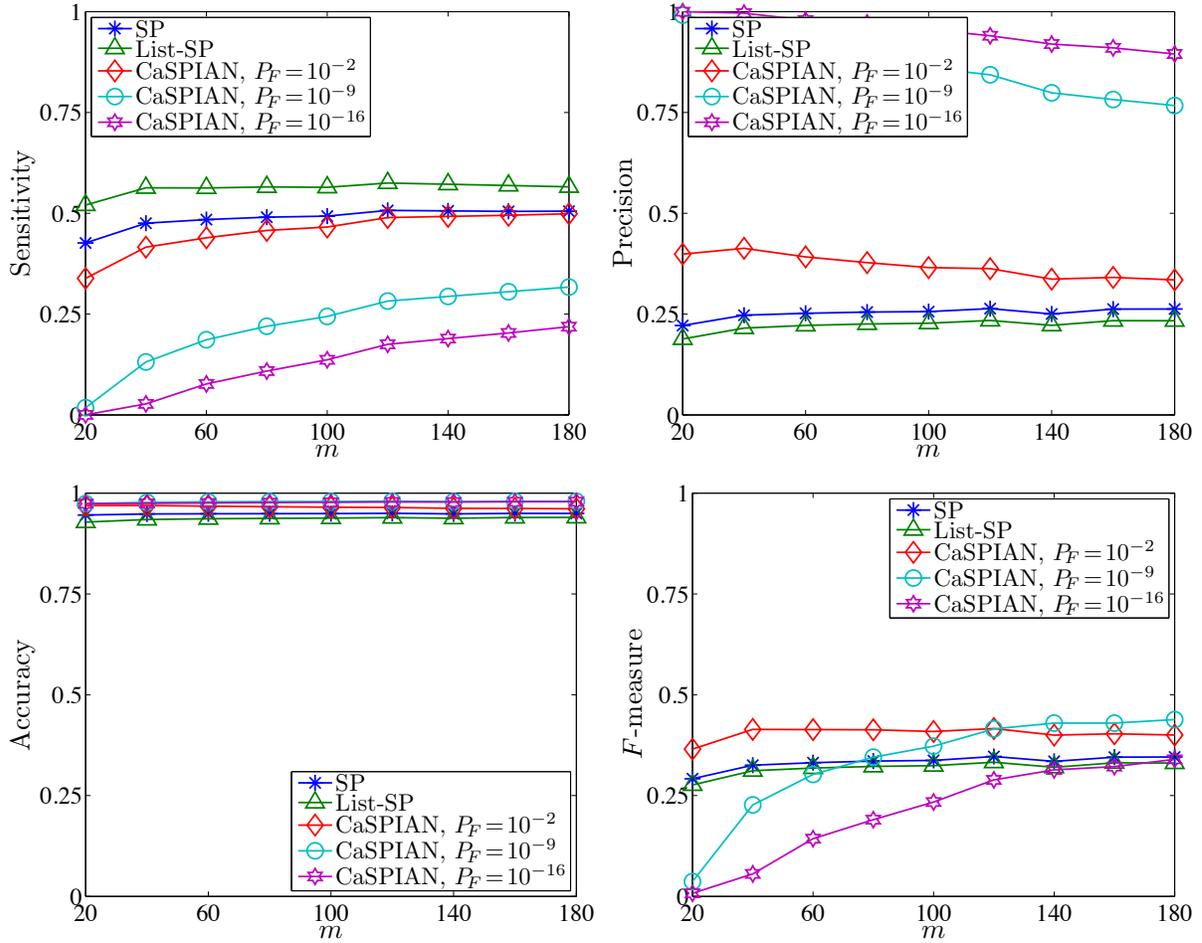 1
SP
List-SP
CaSPIAN, P_F=10^{-2}
CaSPIAN, P_F=10^{-9}
CaSPIAN, P_F=10^{-16}
0.75
0.5
0.25
0
Sensitivity
20 60 100 140 180
m
1
SP
List-SP
CaSPIAN, P_F=10^{-2}
CaSPIAN, P_F=10^{-9}
CaSPIAN, P_F=10^{-16}
0.75
0.5
0.25
0
Precision
20 60 100 140 180
m
1
0.75
0.5
0.25
0
Accuracy
SP
List-SP
CaSPIAN, P_F=10^{-2}
CaSPIAN, P_F=10^{-9}
CaSPIAN, P_F=10^{-16}
20 60 100 140 180
m
1
SP
List-SP
CaSPIAN, P_F=10^{-2}
CaSPIAN, P_F=10^{-9}
CaSPIAN, P_F=10^{-16}
0.75
0.5
0.25
0
F-measure
20 60 100 140 180
m